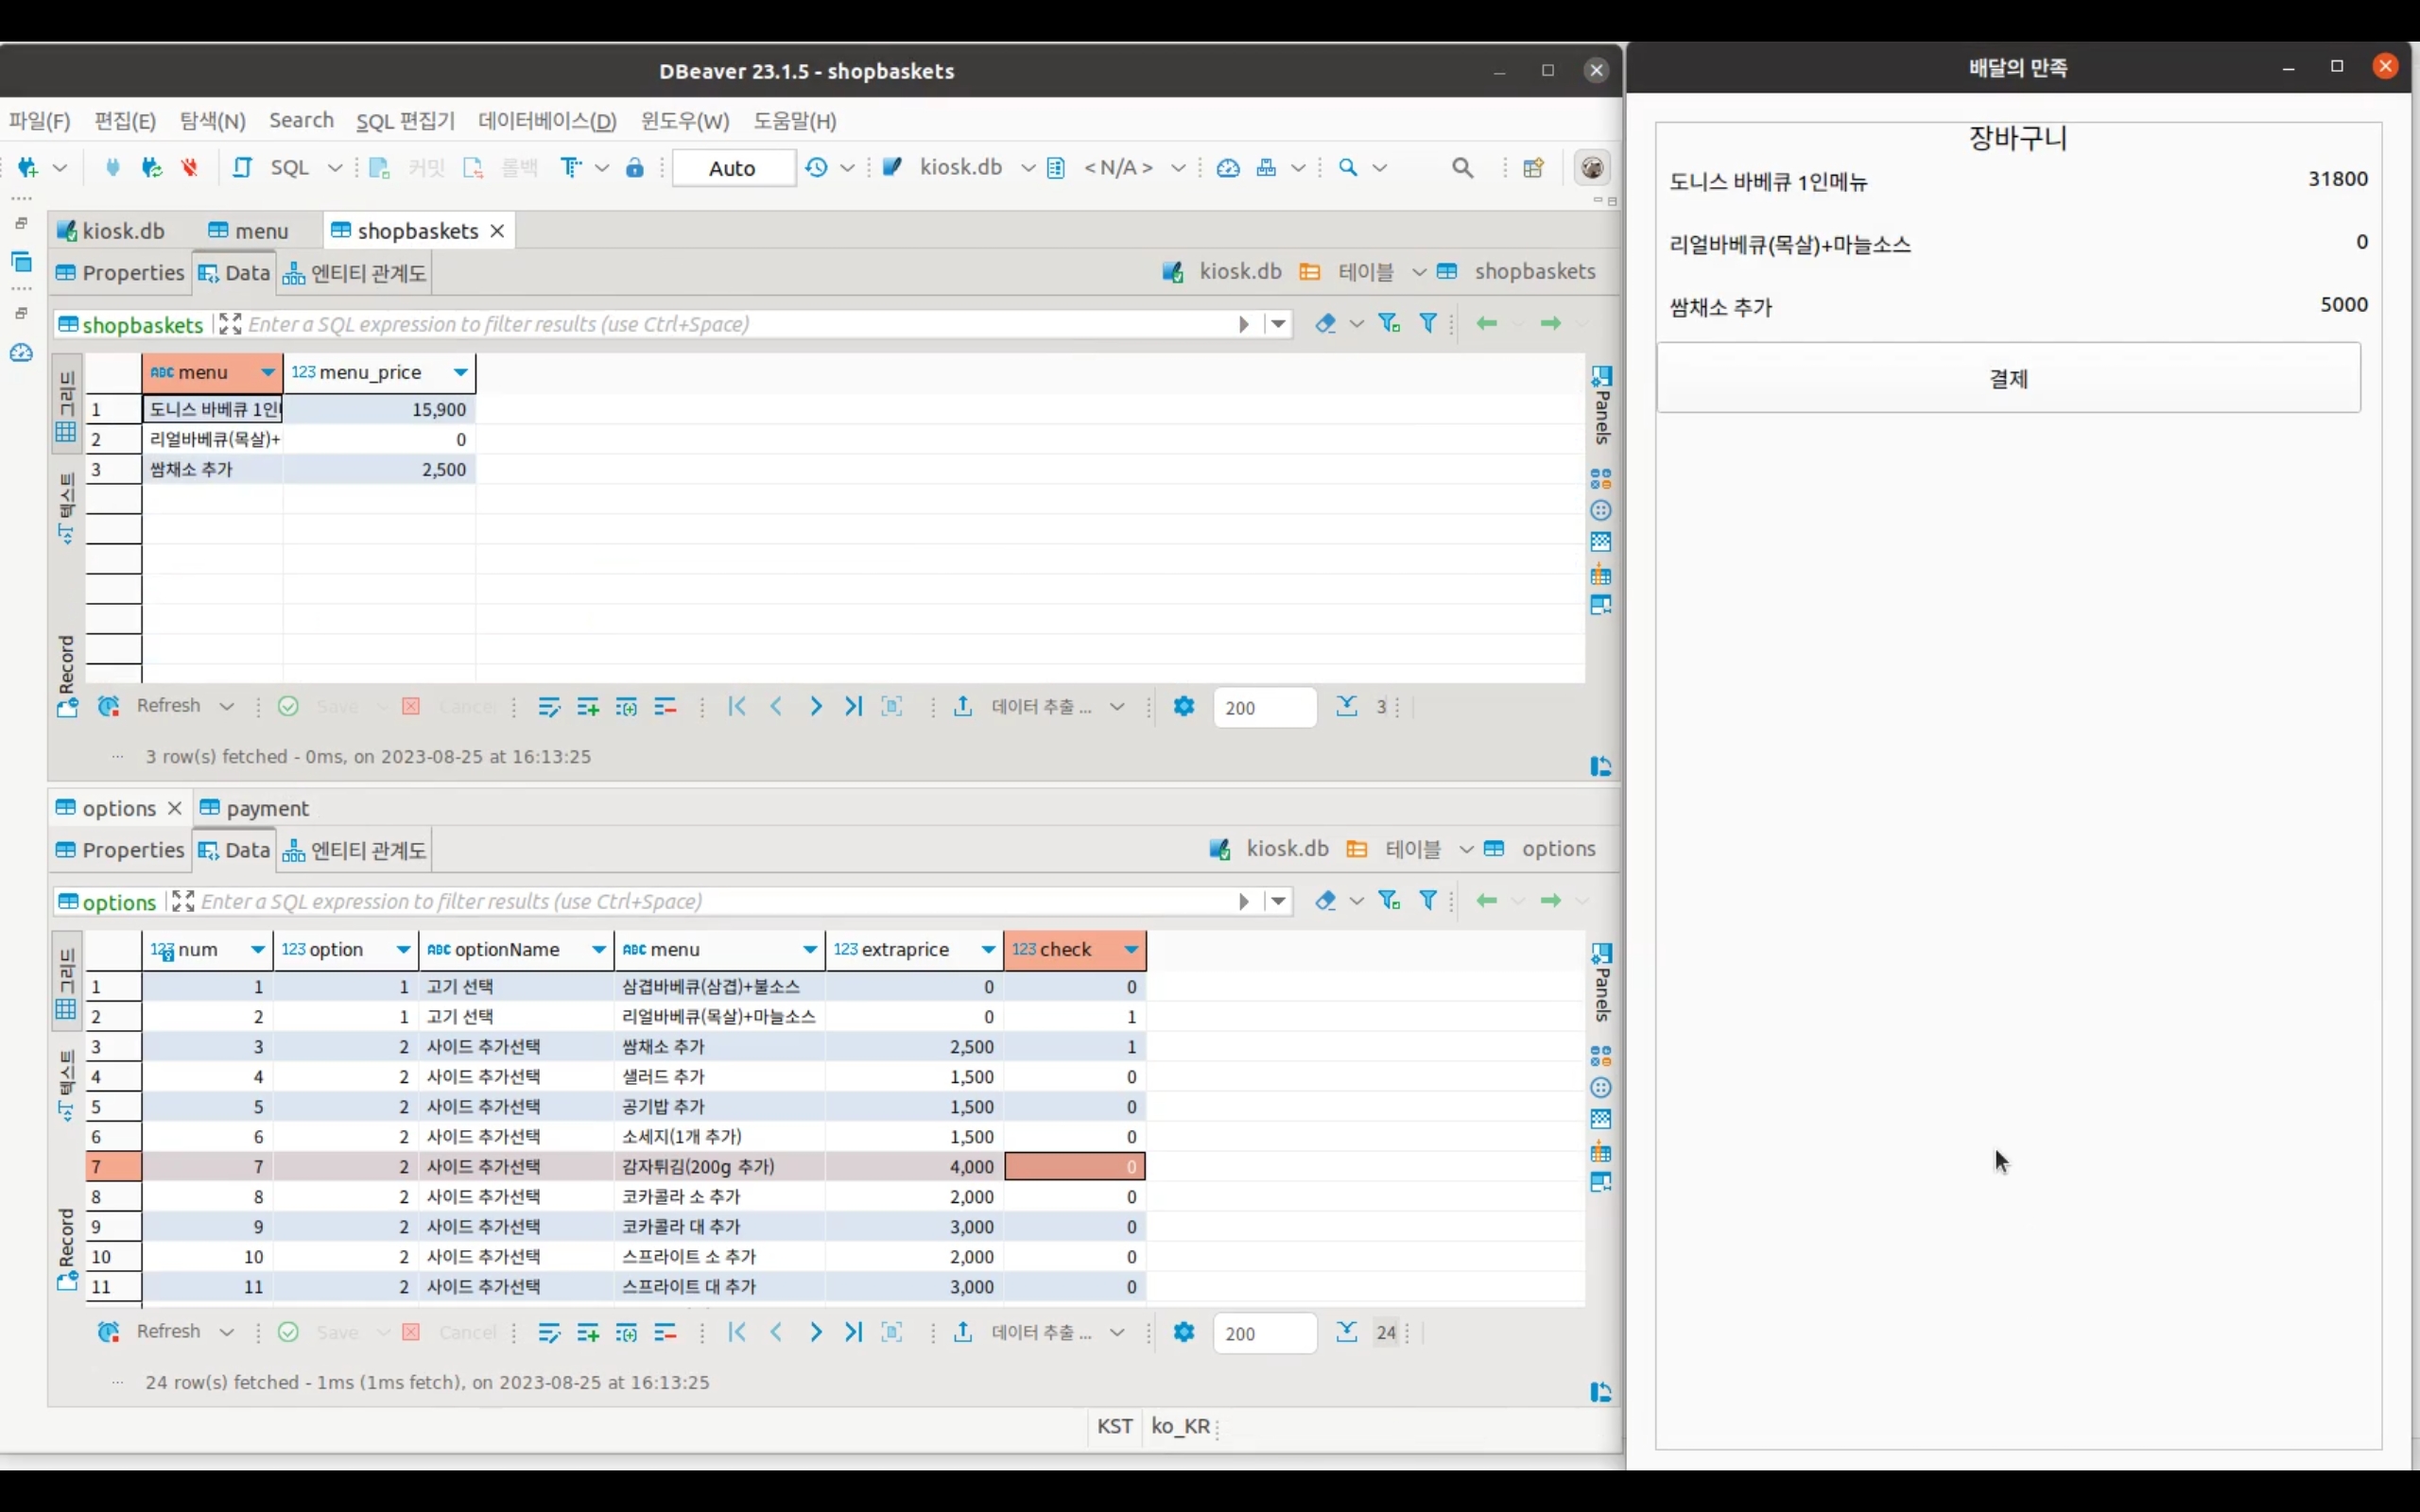 DBeaver 23.1.5 - shopbaskets
파일(F) 편집(E) 탐색(N) Search SQL 편집기 데이터베이스(D) 윈도우(W) 도움말(H)
SQL 커밋 롤백 Auto kiosk.db <N/A>
kiosk.db menu shopbaskets
Properties Data 엔티티 관계도 kiosk.db 테이블 shopbaskets
shopbaskets Enter a SQL expression to filter results (use Ctrl+Space)
그리드
텍스트
Record
Panels
ABC menu 123 menu_price
1 도니스 바베큐 1인 15,900
2 리얼바베큐(목살)+ 0
3 쌈채소 추가 2,500
Refresh Save Cancel 데이터 추출 ... 200 3
... 3 row(s) fetched - 0ms, on 2023-08-25 at 16:13:25
options payment
Properties Data 엔티티 관계도 kiosk.db 테이블 options
options Enter a SQL expression to filter results (use Ctrl+Space)
그리드
텍스트
Record
Panels
123 num 123 option ABC optionName ABC menu 123 extraprice 123 check
1 1 1 고기 선택 삼겹바베큐(삼겹)+불소스 0 0
2 2 1 고기 선택 리얼바베큐(목살)+마늘소스 0 1
3 3 2 사이드 추가선택 쌈채소 추가 2,500 1
4 4 2 사이드 추가선택 샐러드 추가 1,500 0
5 5 2 사이드 추가선택 공기밥 추가 1,500 0
6 6 2 사이드 추가선택 소세지(1개 추가) 1,500 0
7 7 2 사이드 추가선택 감자튀김(200g 추가) 4,000 0
8 8 2 사이드 추가선택 코카콜라 소 추가 2,000 0
9 9 2 사이드 추가선택 코카콜라 대 추가 3,000 0
10 10 2 사이드 추가선택 스프라이트 소 추가 2,000 0
11 11 2 사이드 추가선택 스프라이트 대 추가 3,000 0
Refresh Save Cancel 데이터 추출 ... 200 24
... 24 row(s) fetched - 1ms (1ms fetch), on 2023-08-25 at 16:13:25
KST ko_KR
배달의 만족
장바구니
도니스 바베큐 1인메뉴 31800
리얼바베큐(목살)+마늘소스 0
쌈채소 추가 5000
결제